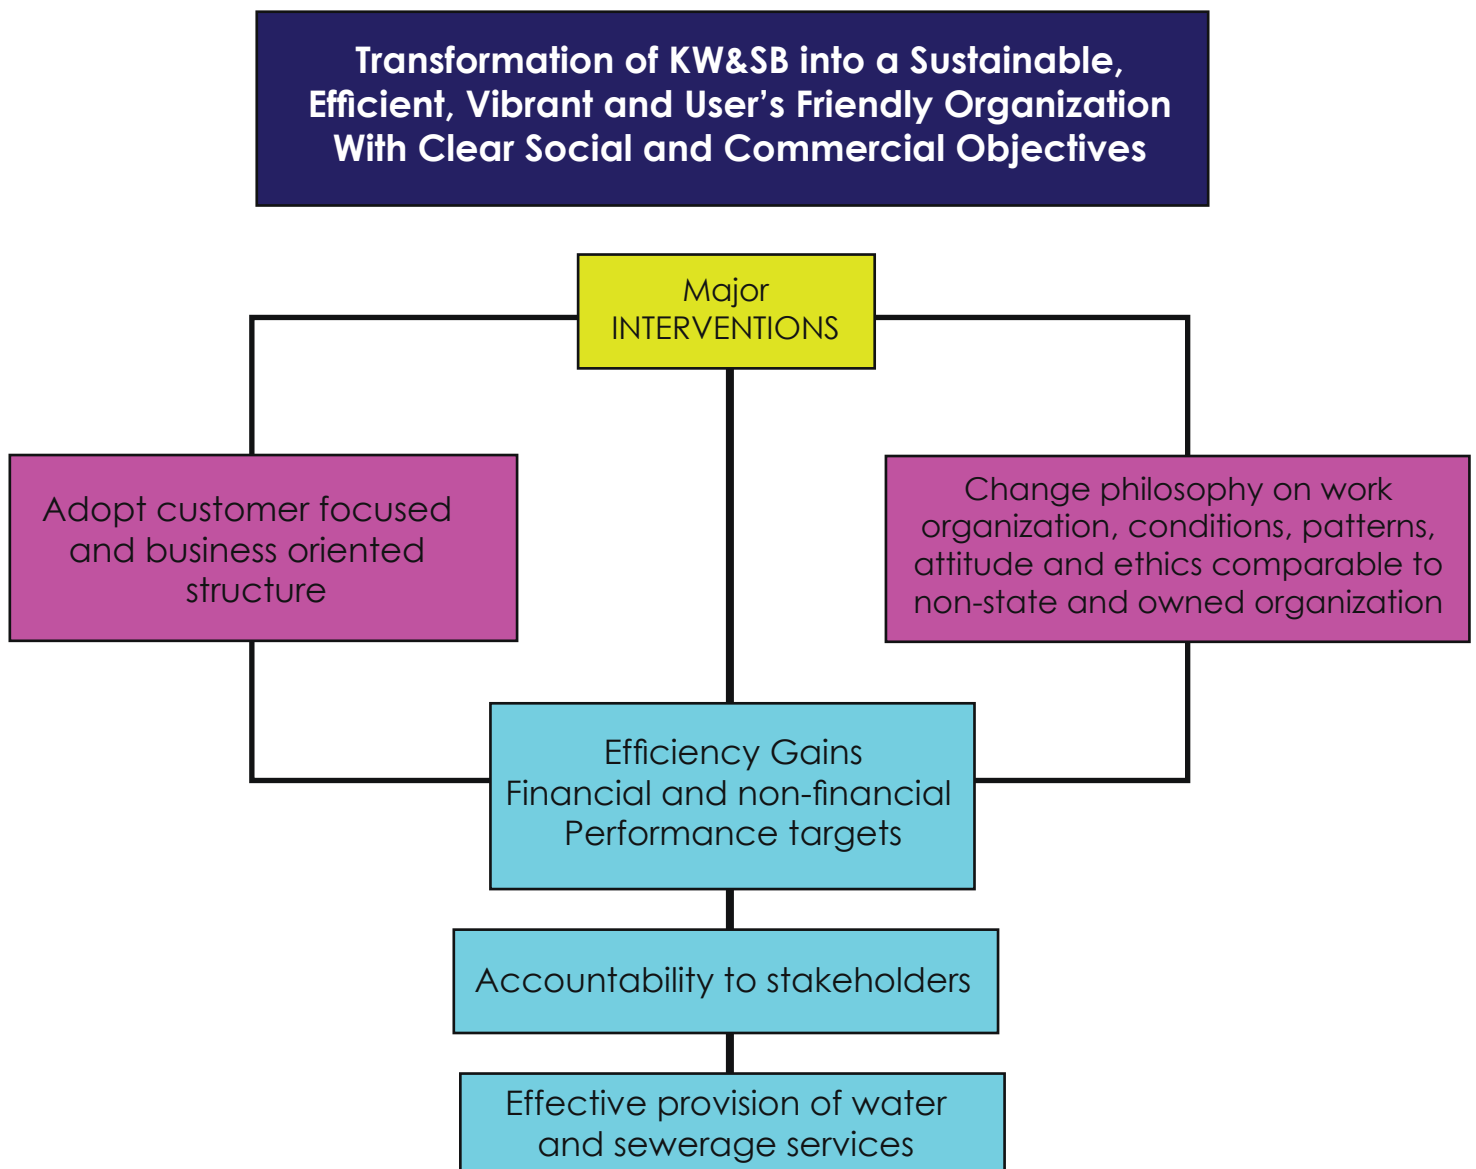 Transformation of KW&SB into a Sustainable,
Efficient, Vibrant and User’s Friendly Organization
With Clear Social and Commercial Objectives
Major
INTERVENTIONS
Adopt customer focused
and business oriented
structure
Change philosophy on work
organization, conditions, patterns,
attitude and ethics comparable to
non-state and owned organization
Efficiency Gains
Financial and non-financial
Performance targets
Accountability to stakeholders
Effective provision of water
and sewerage services